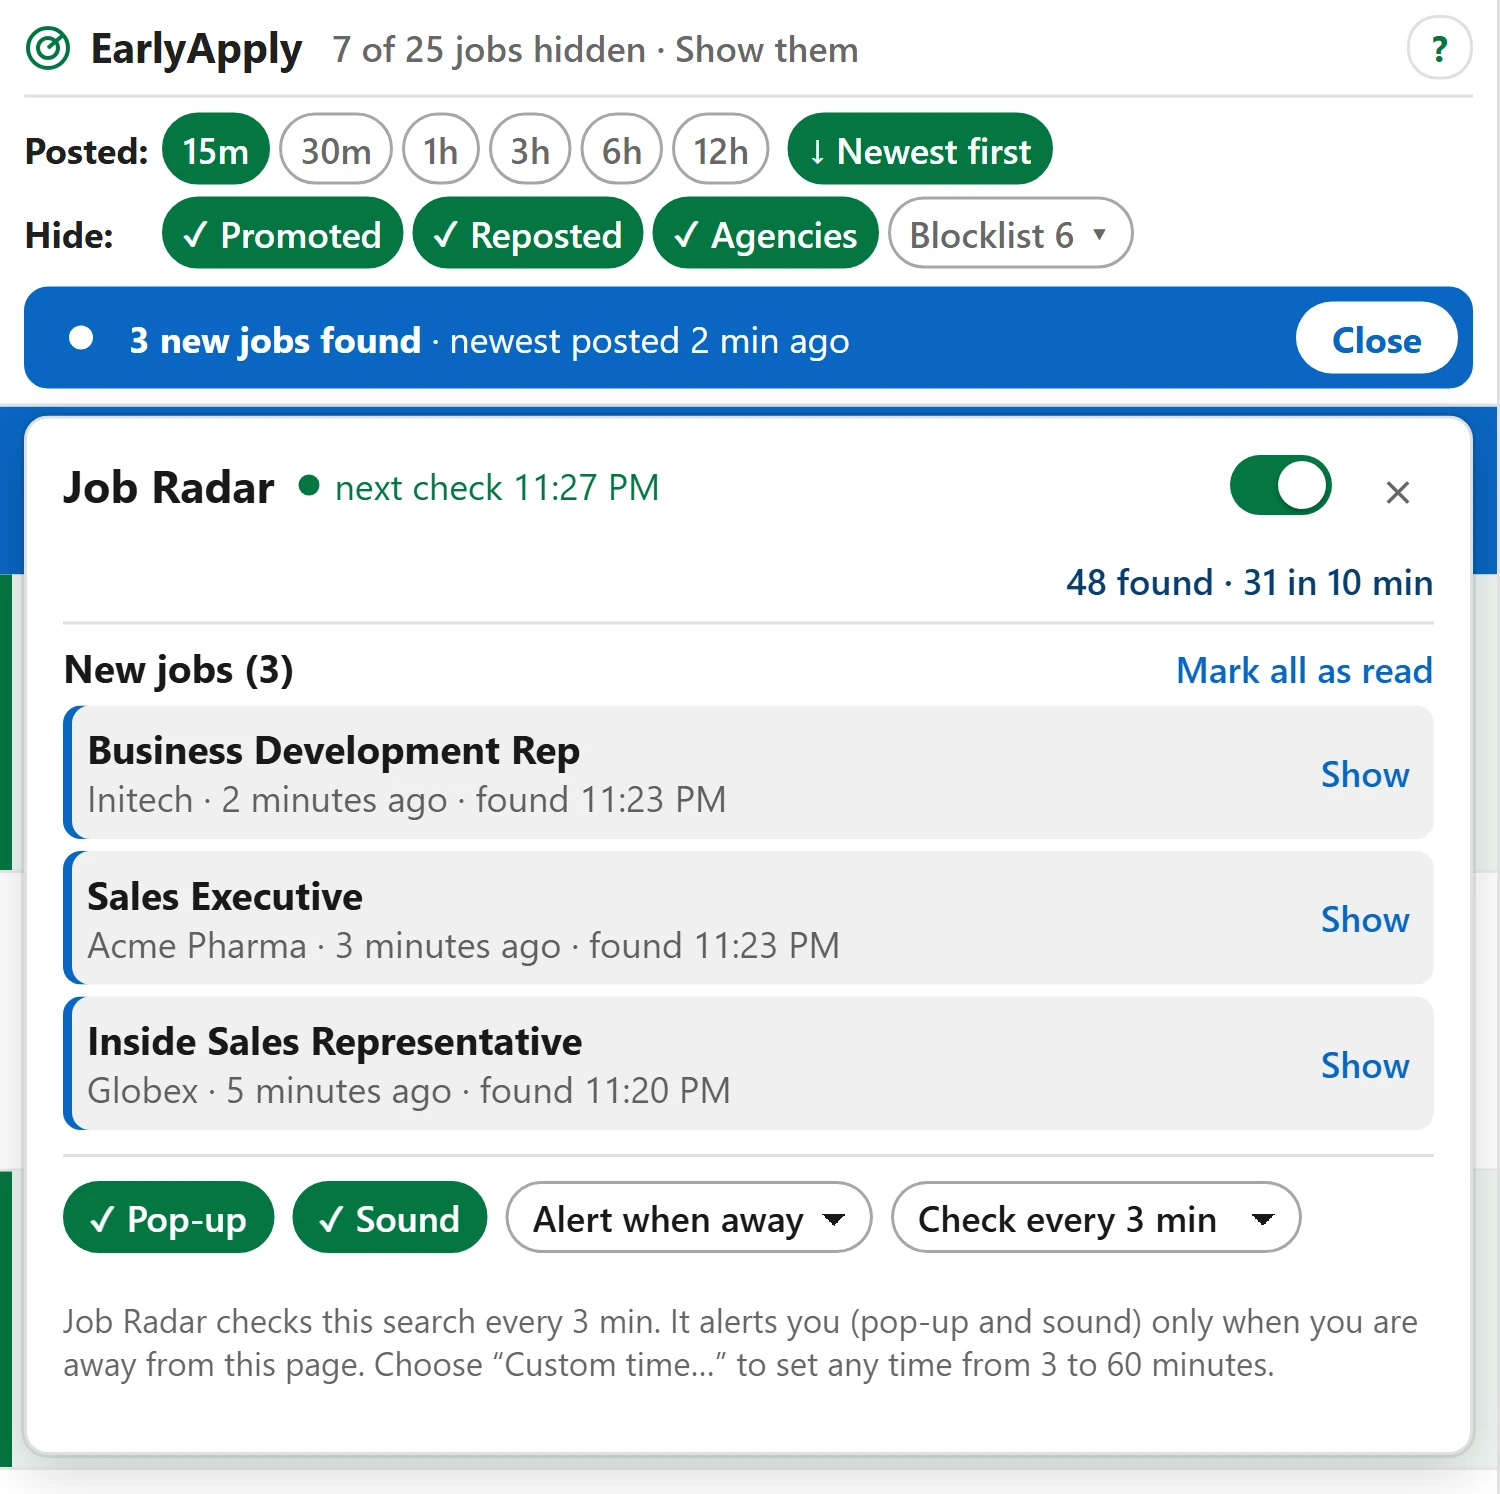 EarlyApply 7 of 25 jobs hidden · Show them ?
Posted: 15m 30m 1h 3h 6h 12h ↓ Newest first
Hide: ✓ Promoted ✓ Reposted ✓ Agencies Blocklist 6 ▼
3 new jobs found · newest posted 2 min ago Close
Job Radar ● next check 11:27 PM ×
48 found · 31 in 10 min
New jobs (3) Mark all as read
Business Development Rep
Initech · 2 minutes ago · found 11:23 PM Show
Sales Executive
Acme Pharma · 3 minutes ago · found 11:23 PM Show
Inside Sales Representative
Globex · 5 minutes ago · found 11:20 PM Show
✓ Pop-up ✓ Sound Alert when away ▼ Check every 3 min ▼
Job Radar checks this search every 3 min. It alerts you (pop-up and sound) only when you are
away from this page. Choose “Custom time...” to set any time from 3 to 60 minutes.